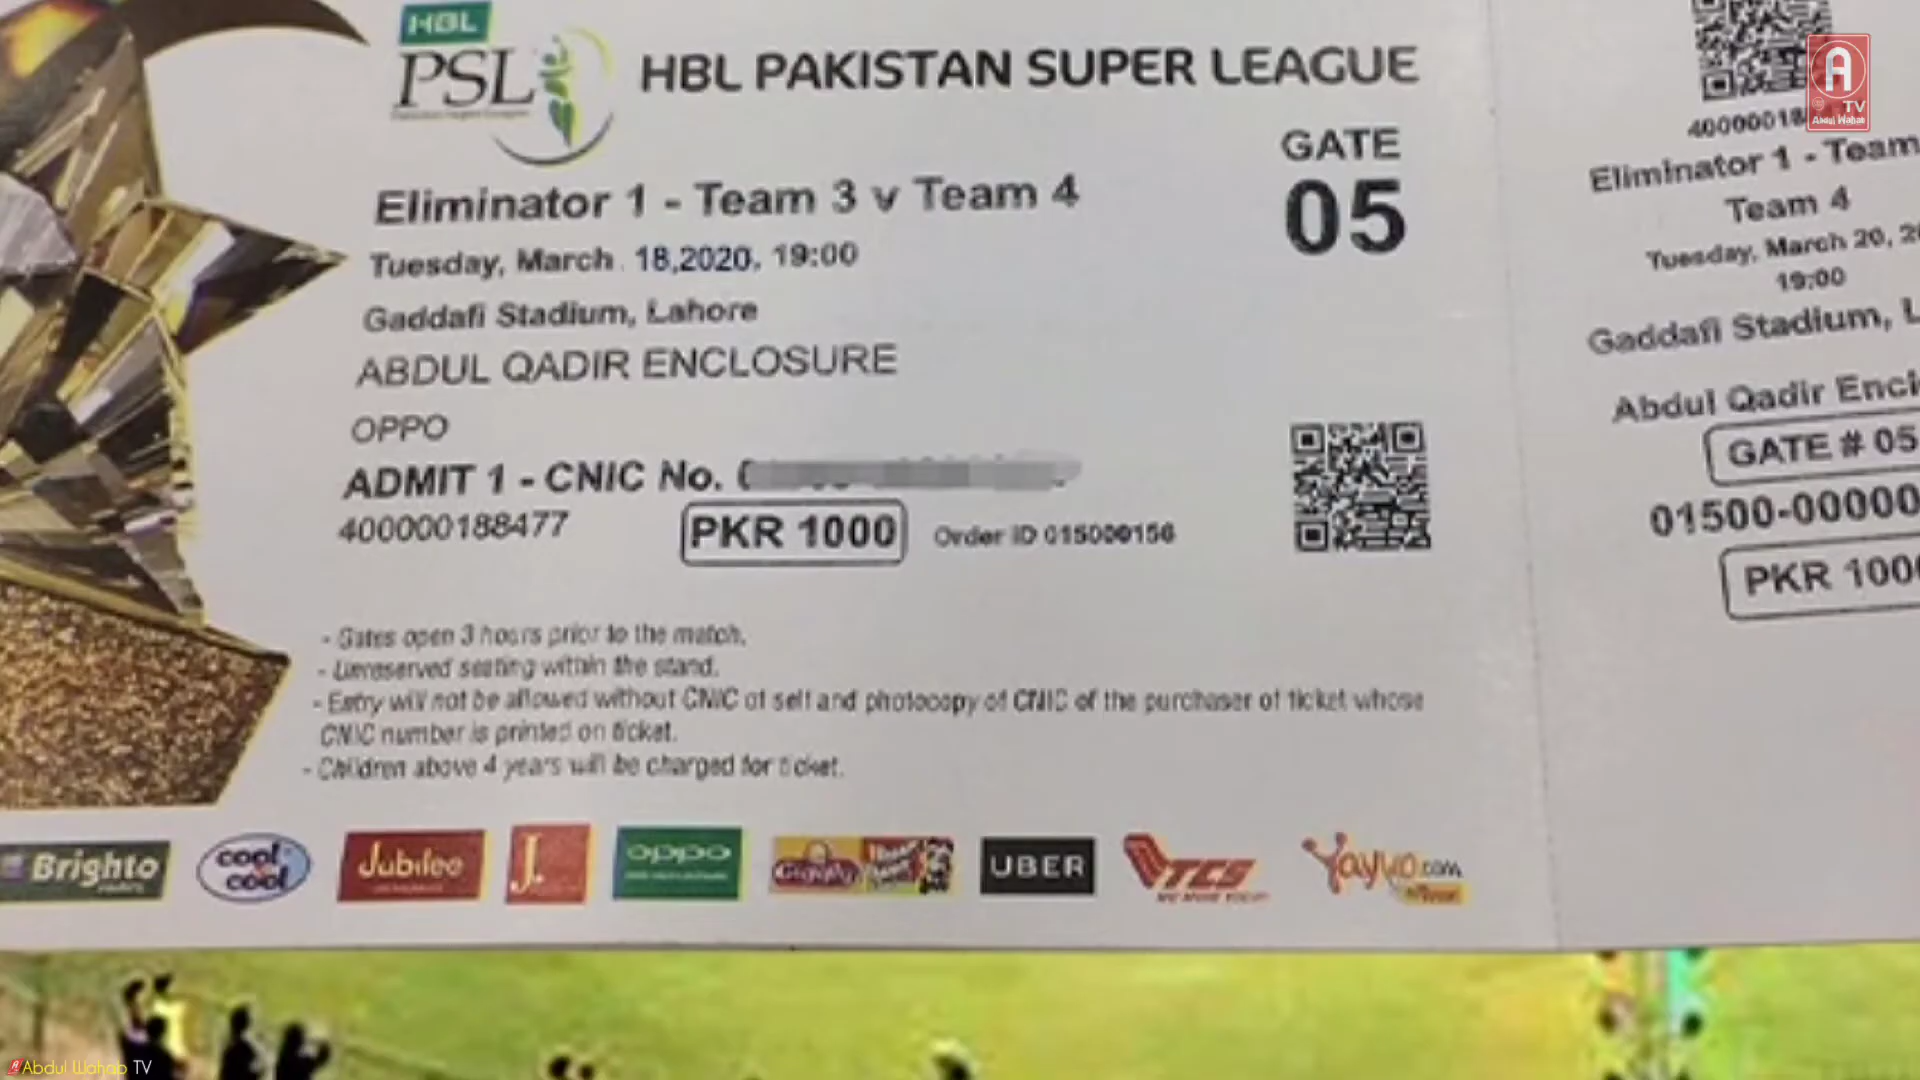 HBL
PSL
HBL PAKISTAN SUPER LEAGUE
GATE
05
Eliminator 1 - Team 3 v Team 4
Tuesday, March 18,2020, 19:00
Gaddafi Stadium, Lahore
ABDUL QADIR ENCLOSURE
OPPO
ADMIT 1 - CNIC No.
400000188477
PKR 1000
Order ID 015000156
- Gates open 3 hours prior to the match.
- Unreserved seating within the stand.
- Entry will not be allowed without CNIC of self and photocopy of CNIC of the purchaser of ticket whose
CNIC number is printed on ticket.
- Children above 4 years will be charged for ticket.
Brighto
cool & cool
Jubilee
J.
oppo
Giggly
UBER
TCS
Yayvo.com
40000018
Eliminator 1 - Team
Team 4
Tuesday, March 20, 20
19:00
Gaddafi Stadium, L
Abdul Qadir Encl
GATE # 05
01500-00000
PKR 1000
A
TV
Abdul Wahab
Abdul Wahab TV